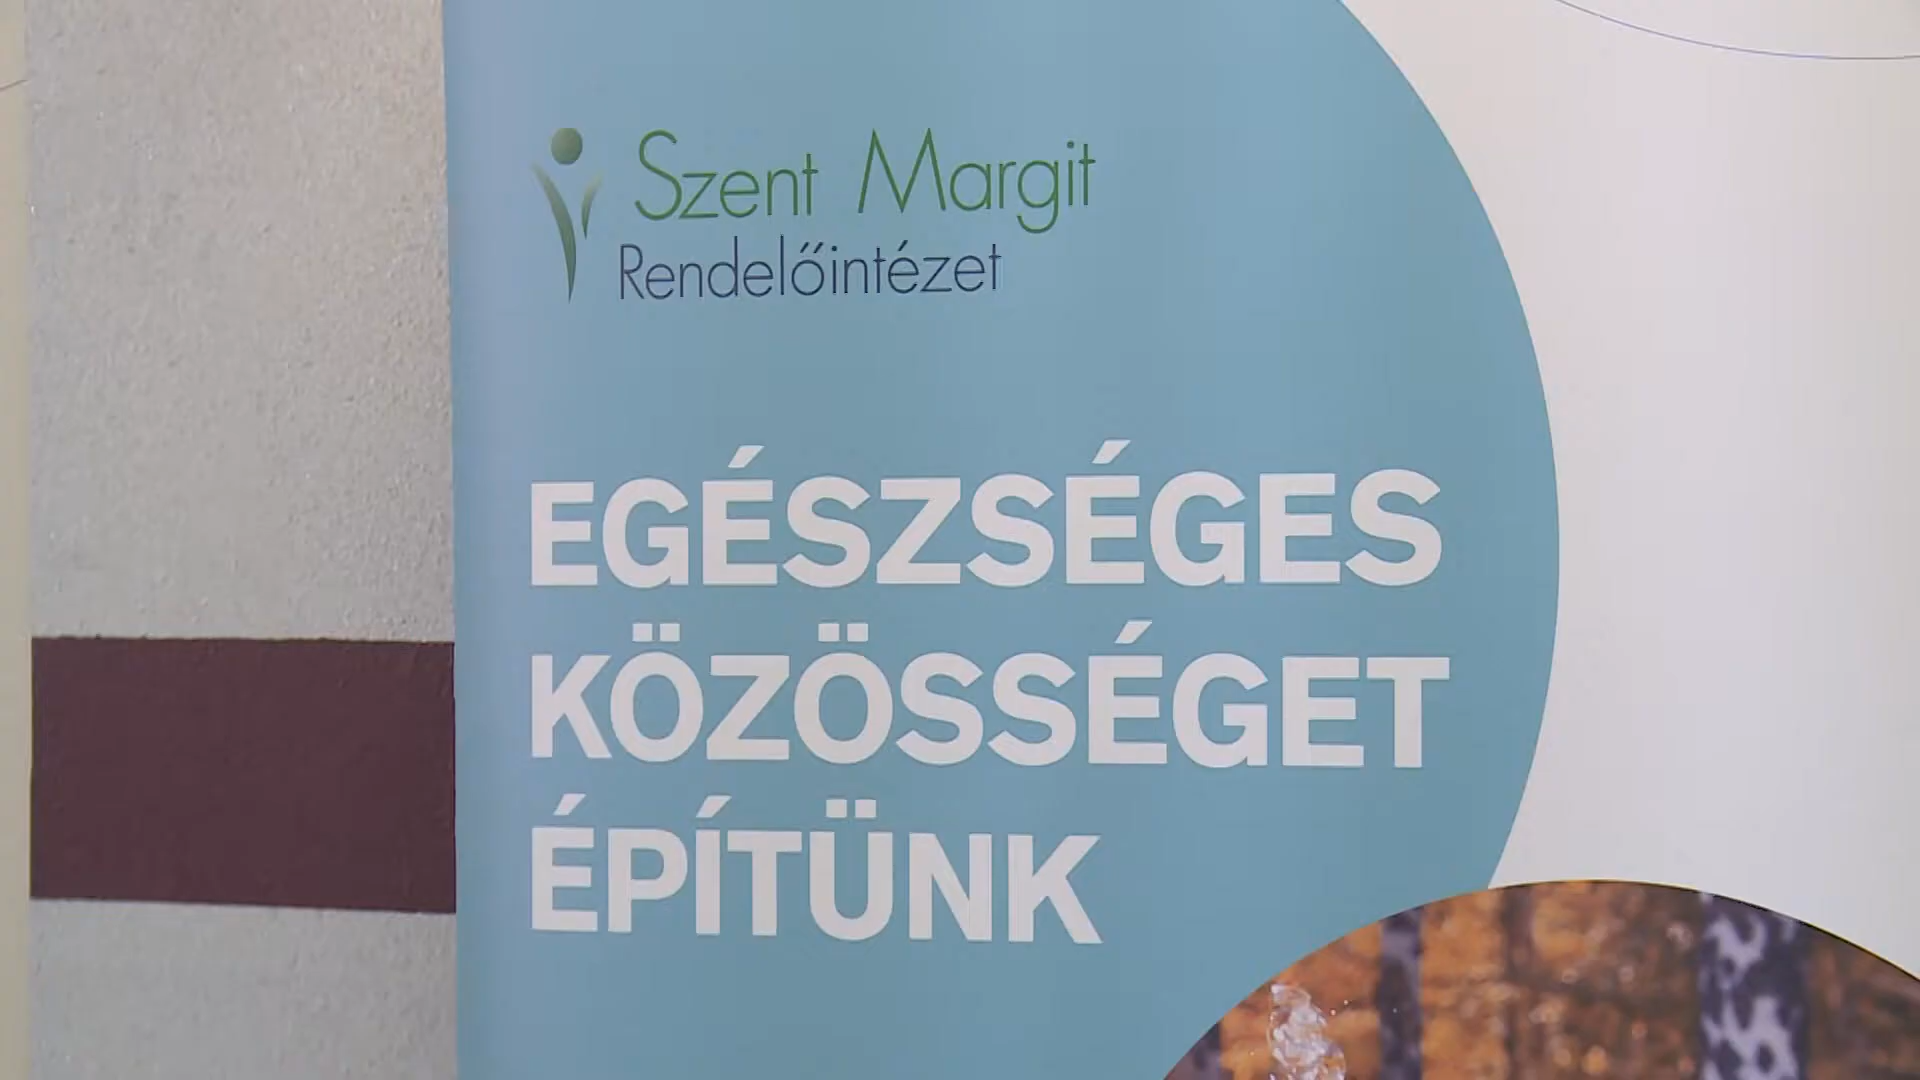 Szent Margit
Rendelőintézet
EGÉSZSÉGES
KÖZÖSSÉGET
ÉPÍTÜNK